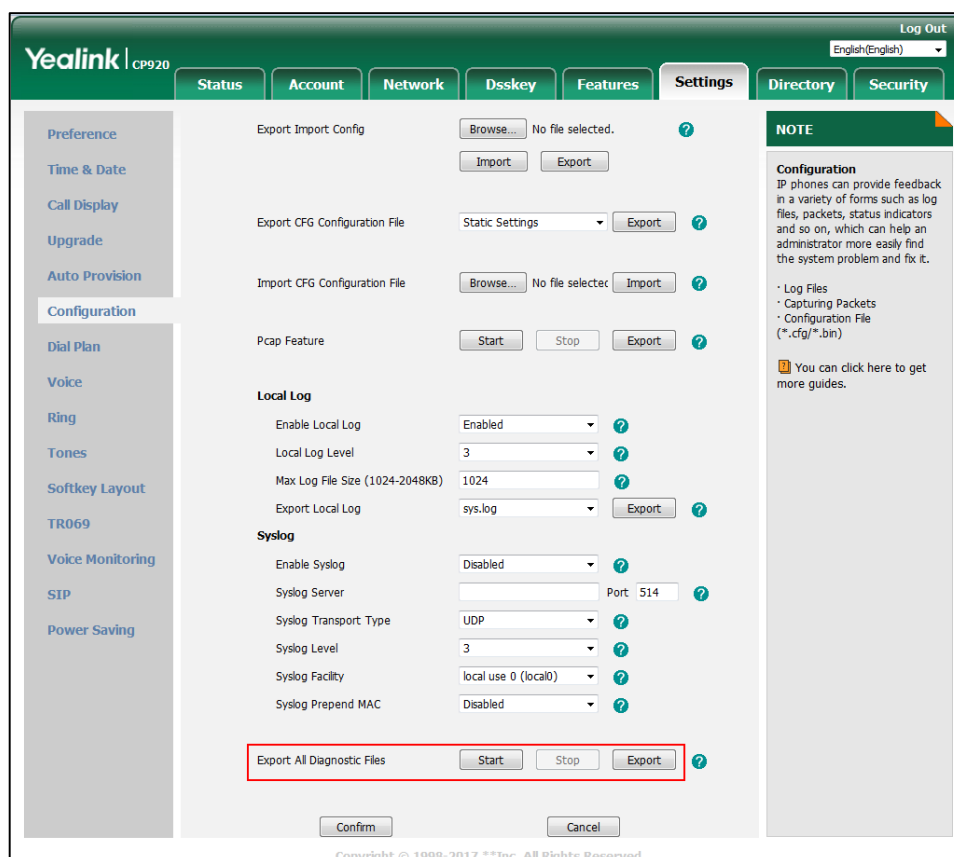 Log Out
Yealink | CP920
English(English)
Status Account Network Dsskey Features Settings Directory Security
Preference
Time & Date
Call Display
Upgrade
Auto Provision
Configuration
Dial Plan
Voice
Ring
Tones
Softkey Layout
TR069
Voice Monitoring
SIP
Power Saving
Export Import Config Browse... No file selected. ?
Import Export
Export CFG Configuration File Static Settings Export ?
Import CFG Configuration File Browse... No file selected Import ?
Pcap Feature Start Stop Export ?
Local Log
Enable Local Log Enabled ?
Local Log Level 3 ?
Max Log File Size (1024-2048KB) 1024 ?
Export Local Log sys.log Export ?
Syslog
Enable Syslog Disabled ?
Syslog Server Port 514 ?
Syslog Transport Type UDP ?
Syslog Level 3 ?
Syslog Facility local use 0 (local0) ?
Syslog Prepend MAC Disabled ?
Export All Diagnostic Files Start Stop Export ?
Confirm Cancel
NOTE
Configuration
IP phones can provide feedback
in a variety of forms such as log
files, packets, status indicators
and so on, which can help an
administrator more easily find
the system problem and fix it.
· Log Files
· Capturing Packets
· Configuration File
(*.cfg/*.bin)
? You can click here to get
more guides.
Copyright © 1998-2017 **Inc. All Rights Reserved